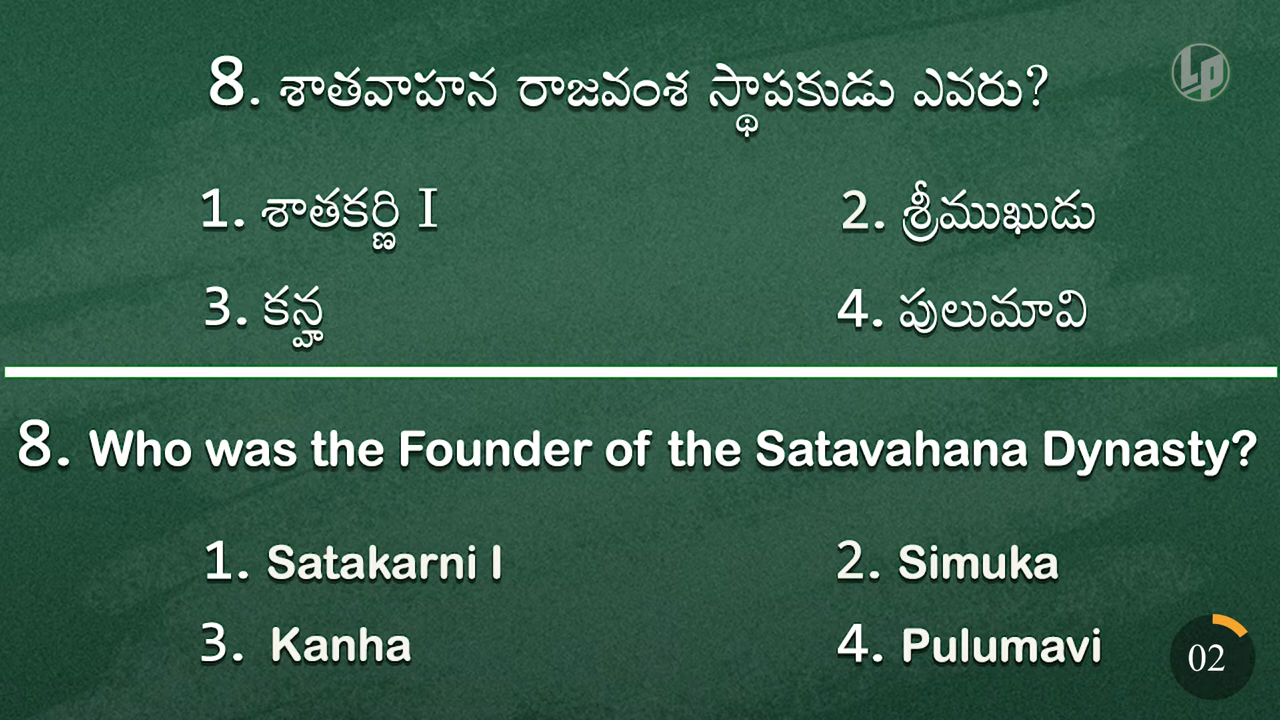 LP
8. శాతవాహన రాజవంశ స్థాపకుడు ఎవరు?
1. శాతకర్ణి I
2. శ్రీముఖుడు
3. కన్హ
4. పులుమావి
8. Who was the Founder of the Satavahana Dynasty?
1. Satakarni I
2. Simuka
3. Kanha
4. Pulumavi
02